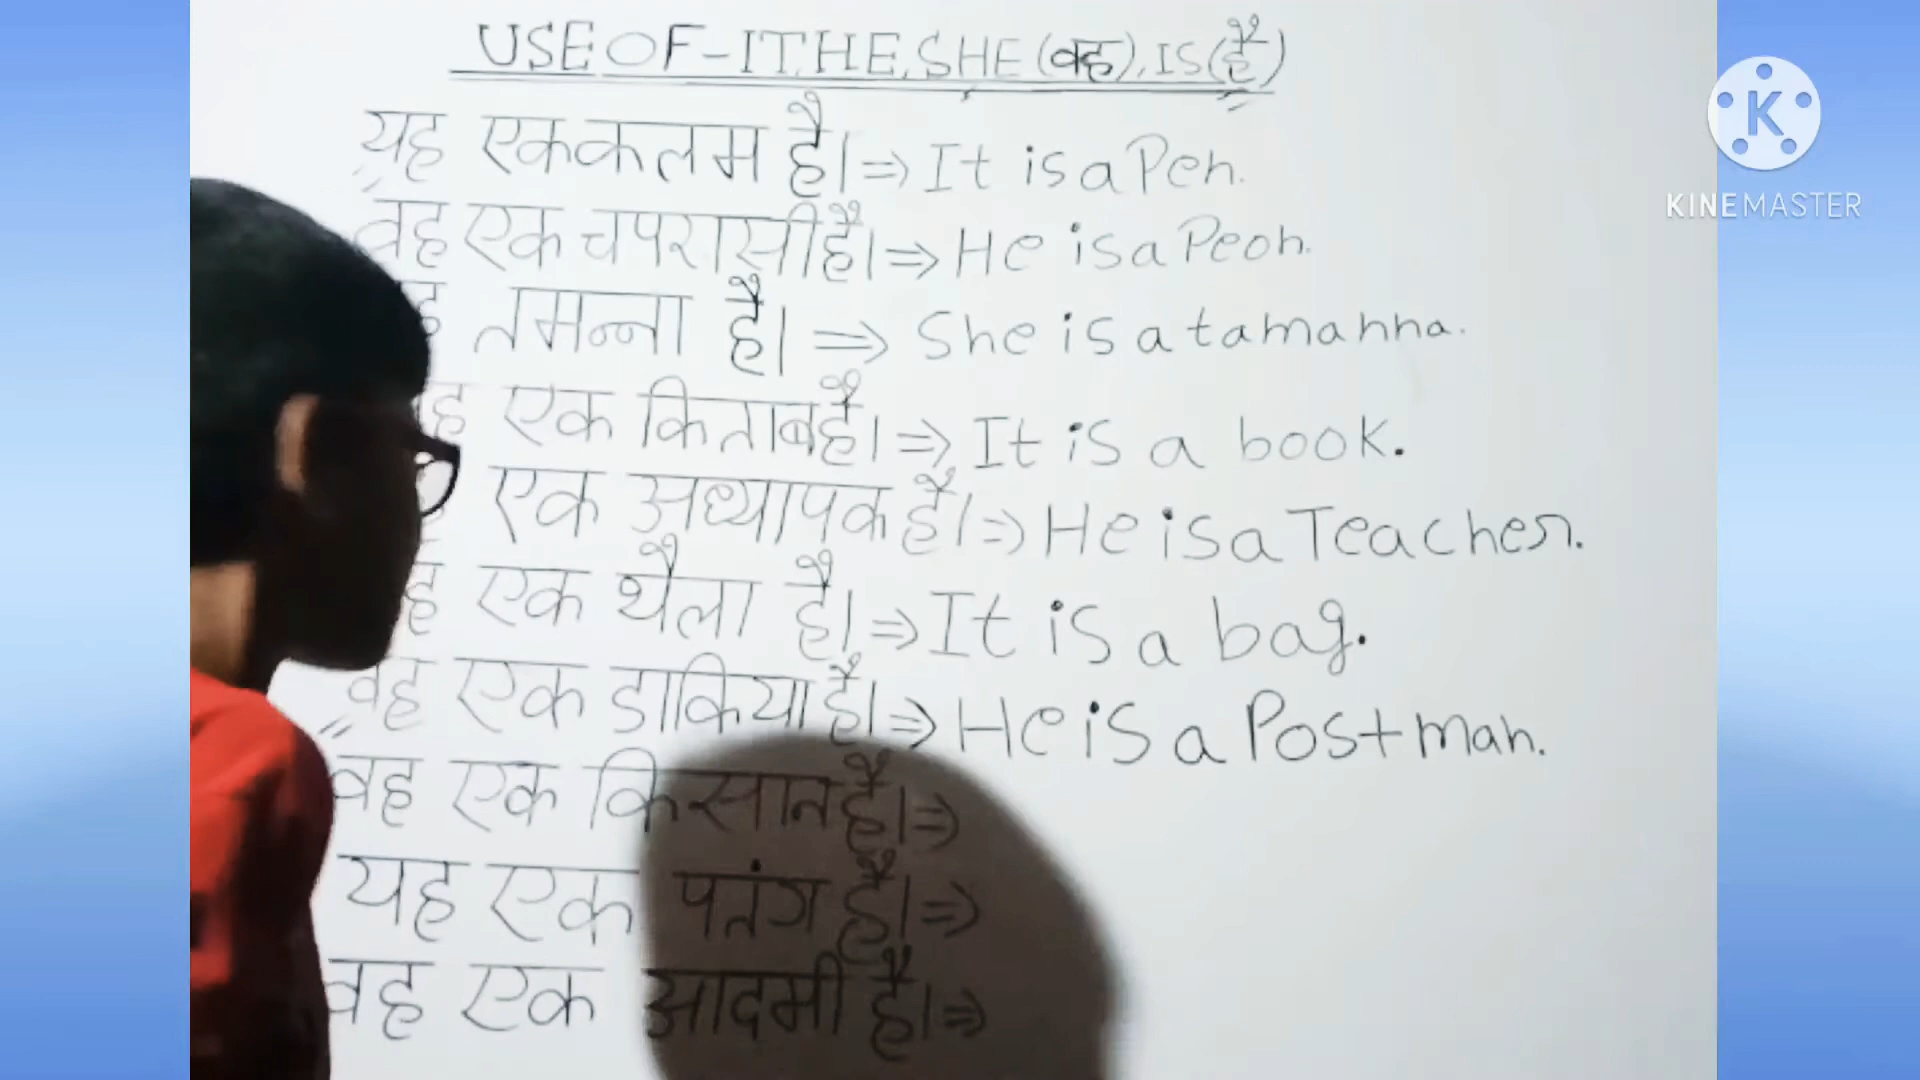 USE OF - IT, HE, SHE (वह), IS (है)
यह एक कलम है। => It is a Pen.
वह एक चपरासी है। => He is a Peon.
तमन्ना है। => She is a tamanna.
एक किताब है। => It is a book.
एक अध्यापक है। => He is a Teacher.
एक थैला है। => It is a bag.
वह एक डाकिया है। => He is a Postman.
वह एक किसान है। =>
यह एक पतंग है। =>
वह एक आदमी है। =>
K
KINEMASTER